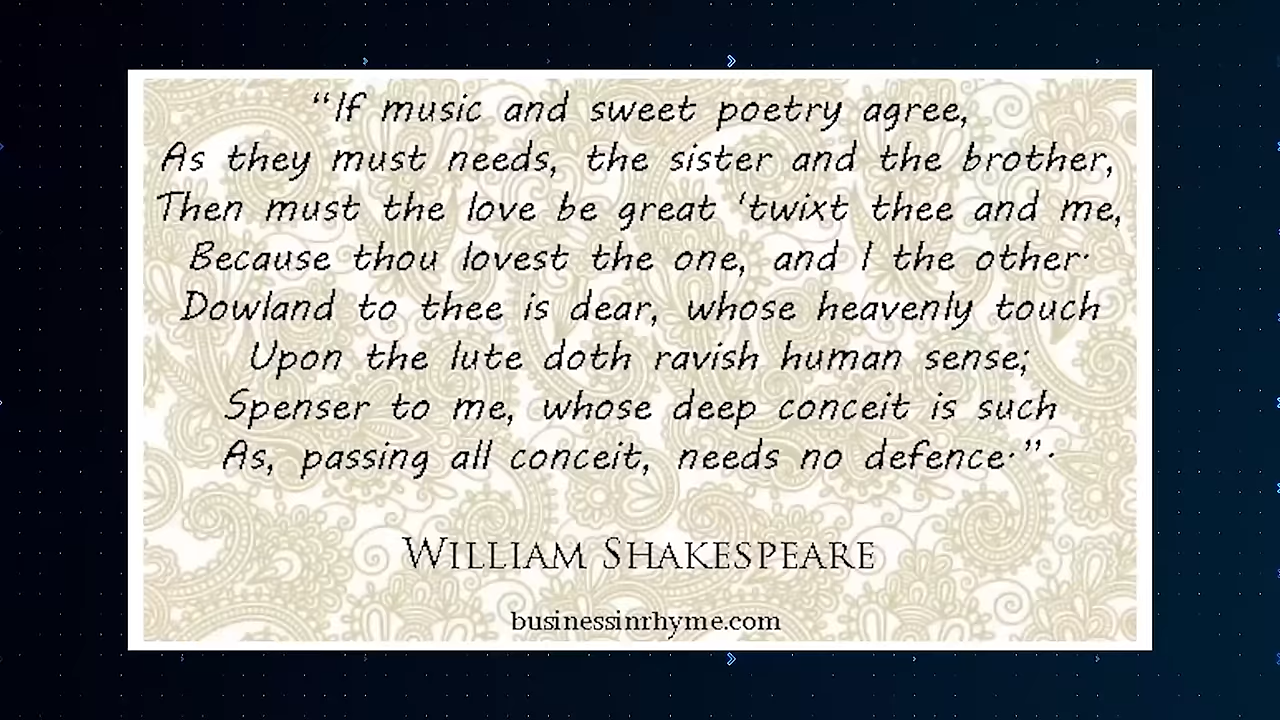 “If music and sweet poetry agree,
As they must needs, the sister and the brother,
Then must the love be great ‘twixt thee and me,
Because thou lovest the one, and I the other.
Dowland to thee is dear, whose heavenly touch
Upon the lute doth ravish human sense;
Spenser to me, whose deep conceit is such
As, passing all conceit, needs no defence.”.
William Shakespeare
businessinrhyme.com